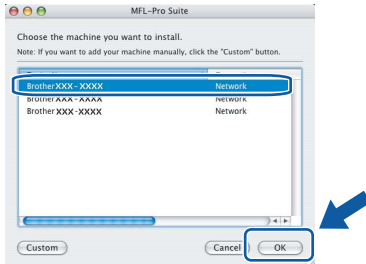 MFL-Pro Suite
Choose the machine you want to install.
Note: If you want to add your machine manually, click the "Custom" button.
Brother XXX-XXXX Network
Brother XXX-XXXX Network
Brother XXX-XXXX Network
Custom Cancel OK